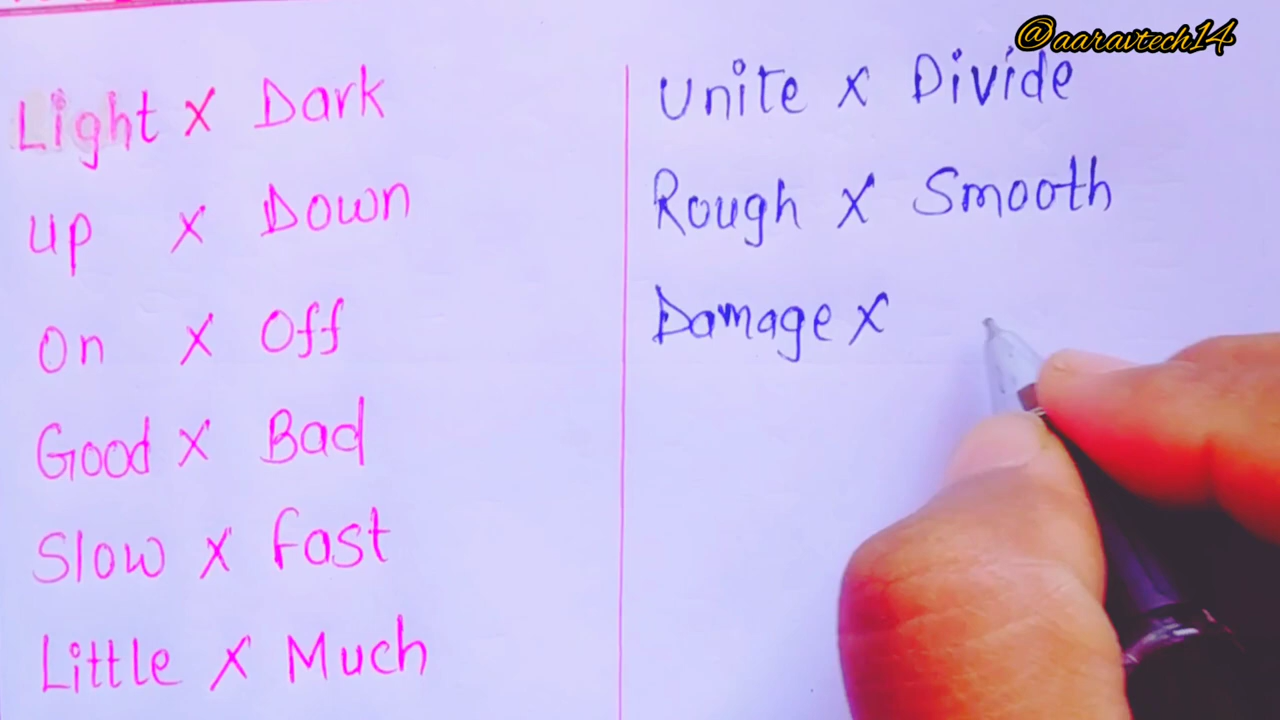 @aaravtech14
Light X Dark
Up X Down
On X Off
Good X Bad
Slow X Fast
Little X Much
Unite X Divide
Rough X Smooth
Damage X